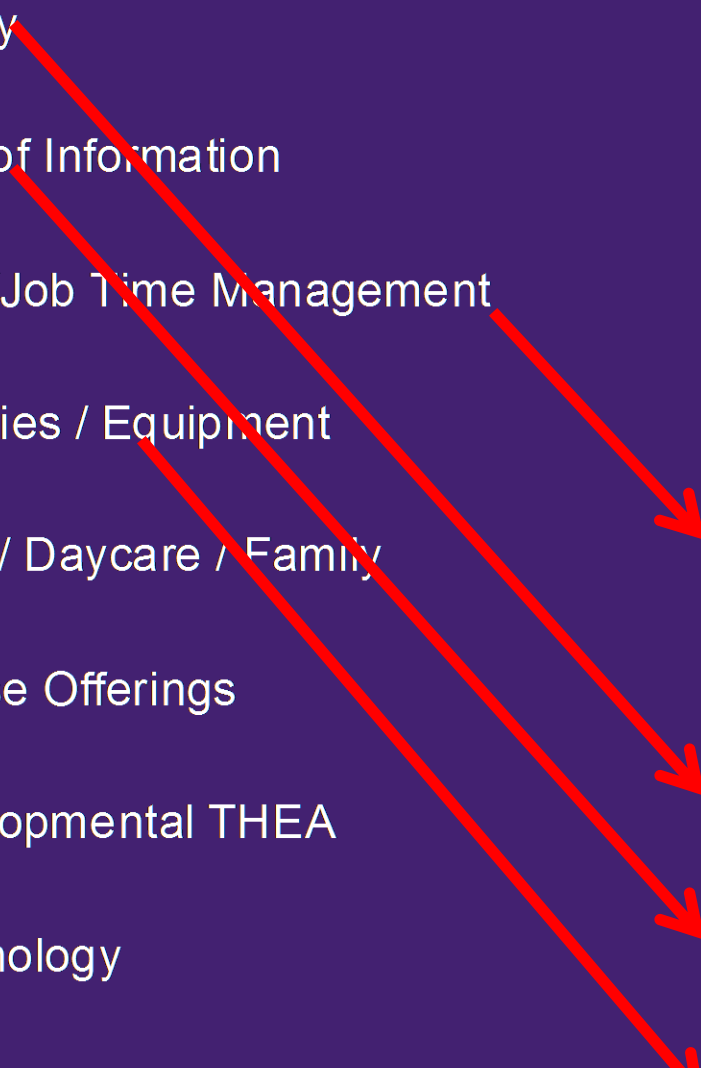 y
of Information
Job Time Management
ies / Equipment
/ Daycare / Family
e Offerings
opmental THEA
nology